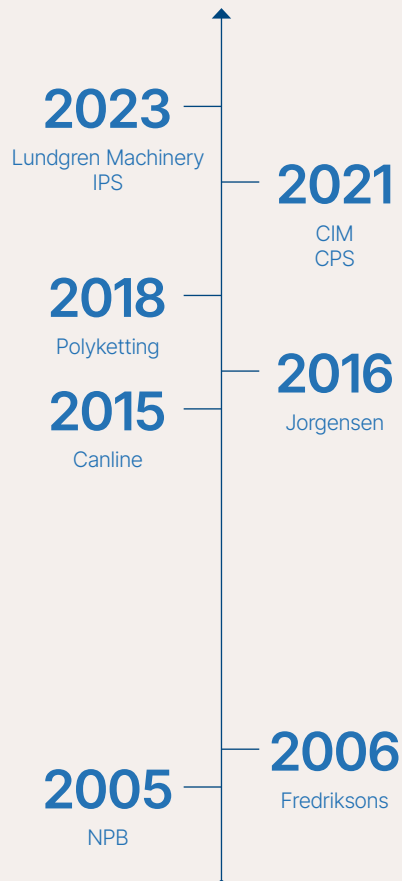 2023
Lundgren Machinery
IPS
2021
CIM
CPS
2018
Polyketting
2016
Jorgensen
2015
Canline
2006
Fredriksons
2005
NPB